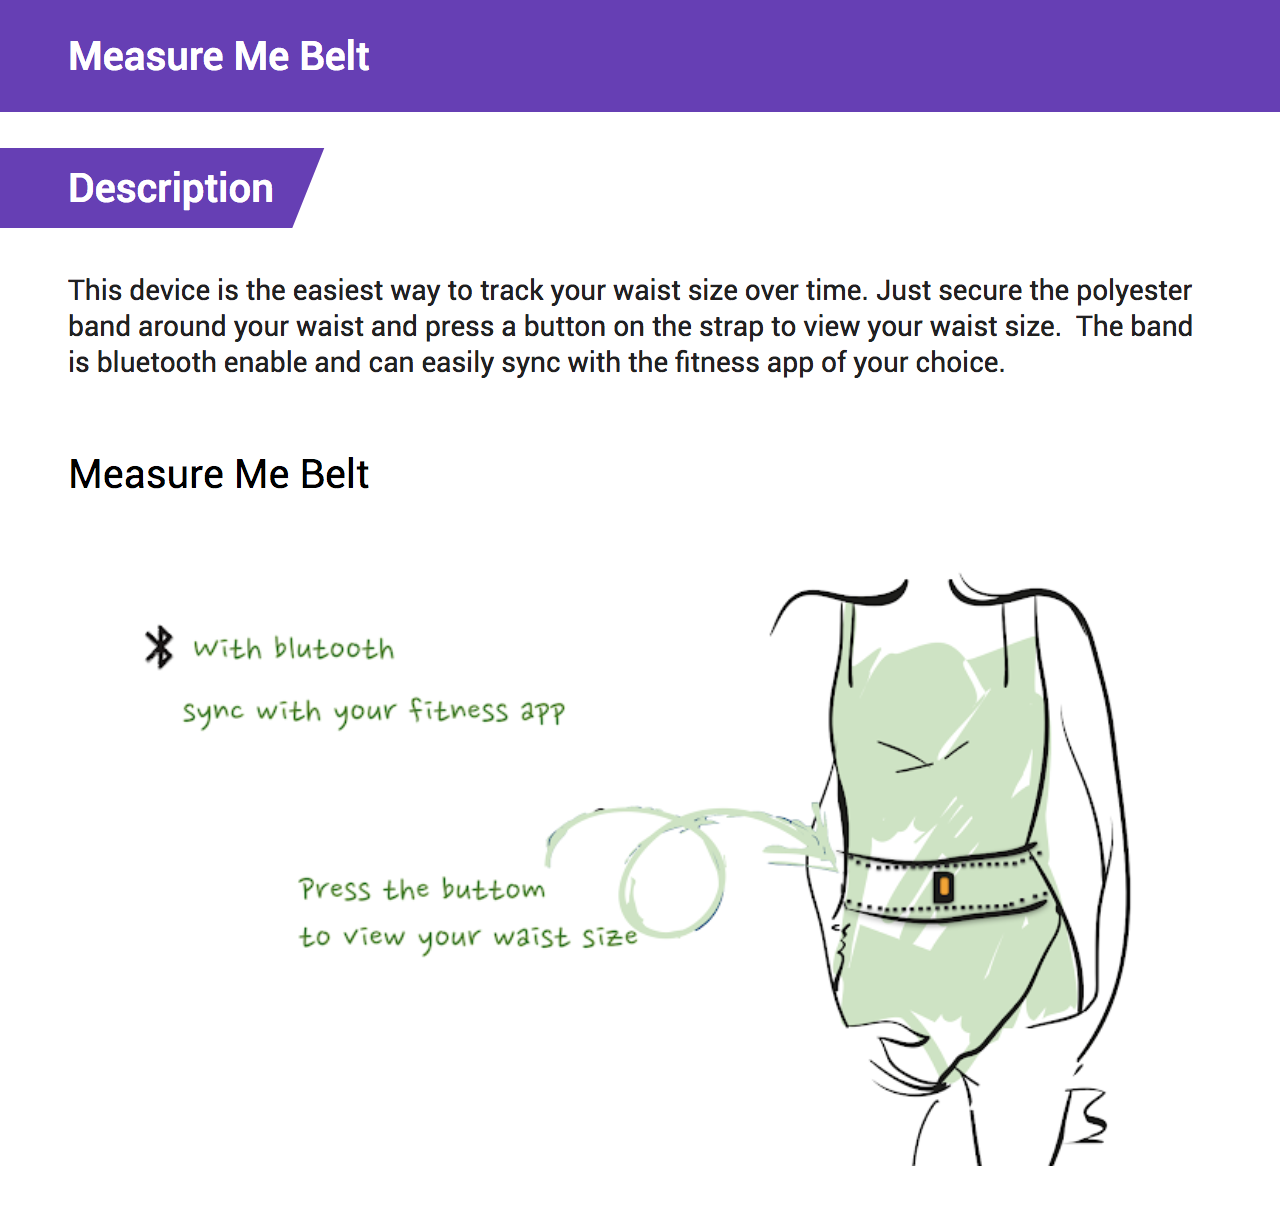 Measure Me Belt
Description
This device is the easiest way to track your waist size over time. Just secure the polyester
band around your waist and press a button on the strap to view your waist size.  The band
is bluetooth enable and can easily sync with the fitness app of your choice.
Measure Me Belt
with blutooth
sync with your fitness app
Press the buttom
to view your waist size